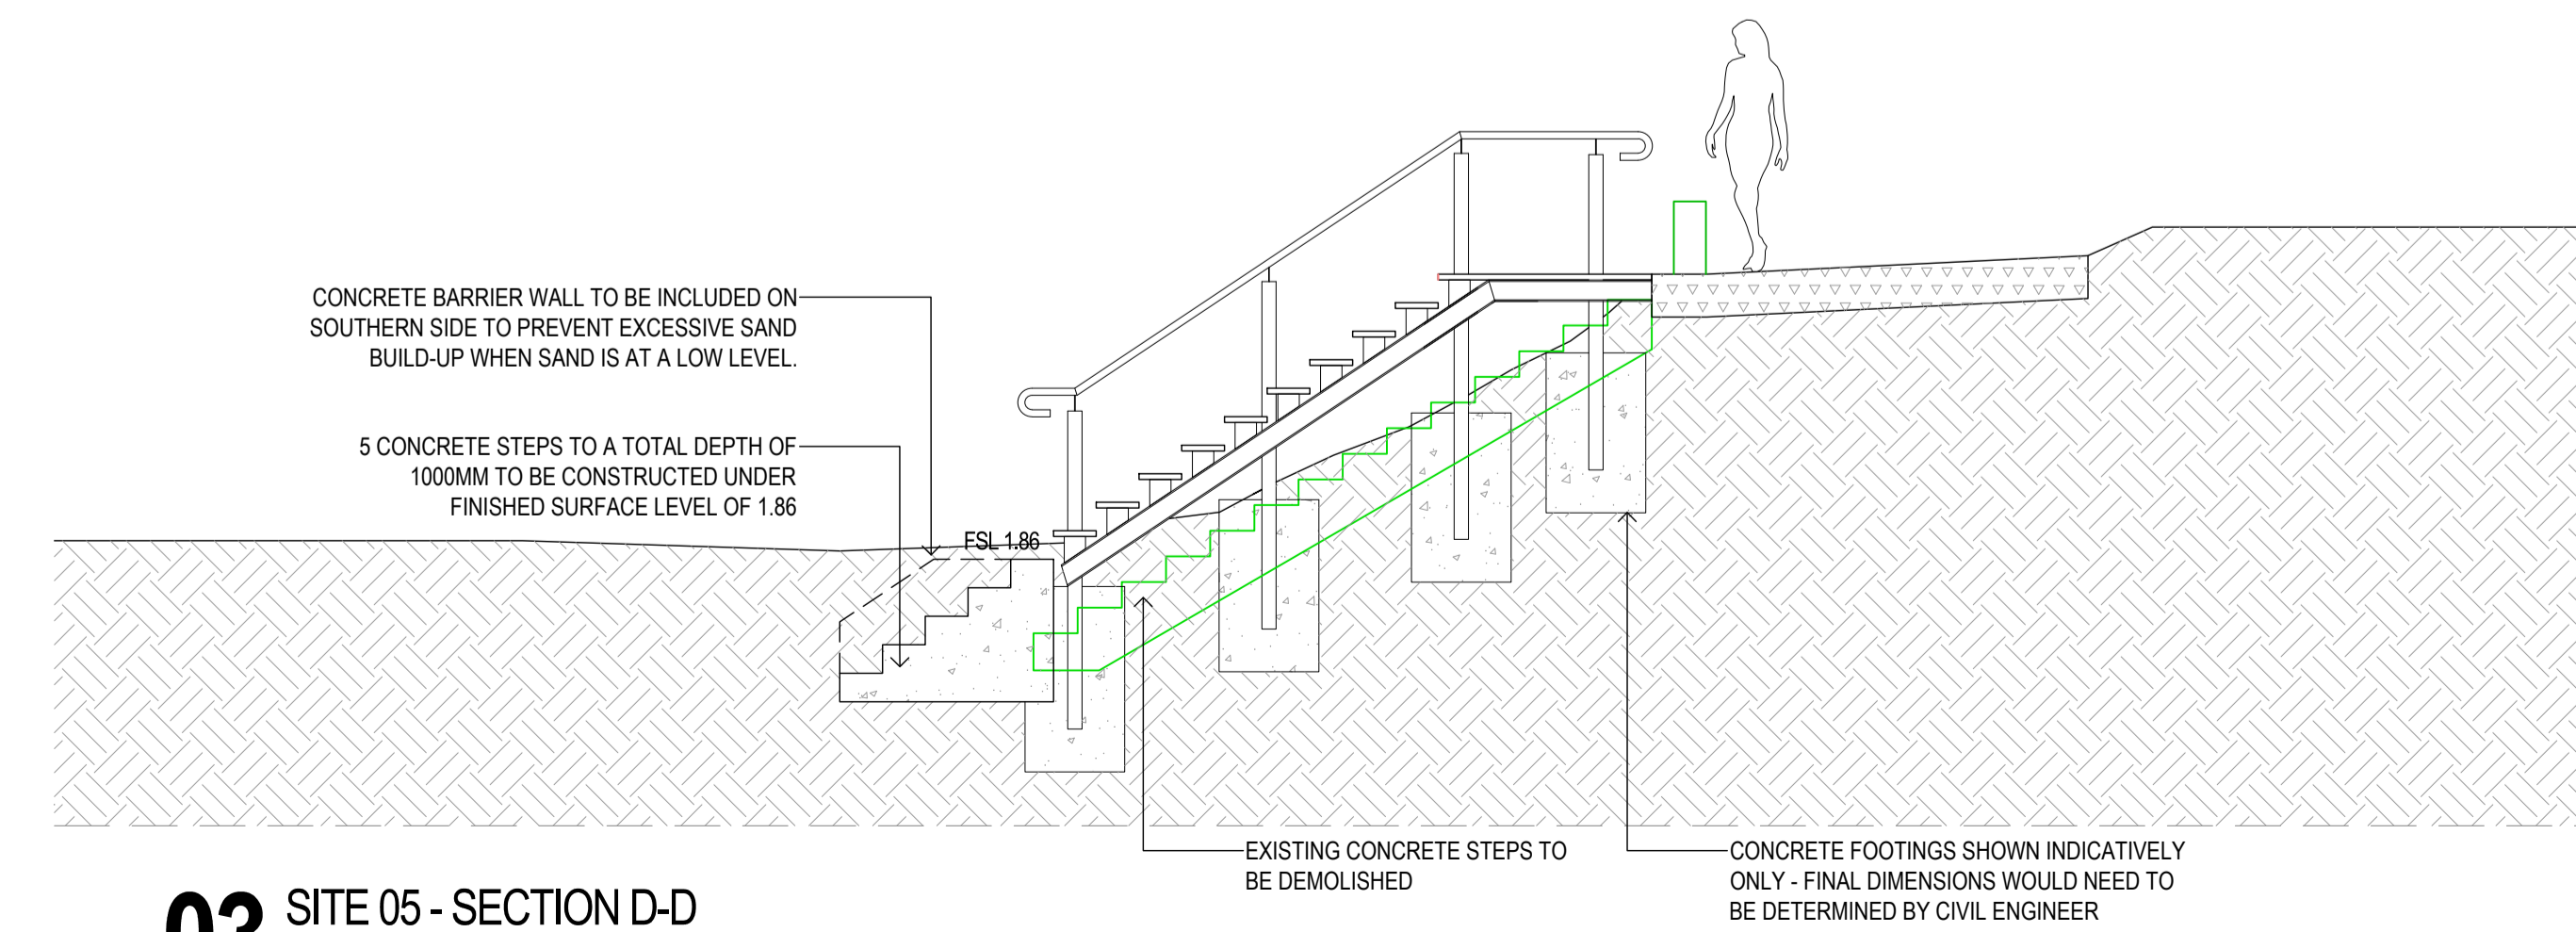 CONCRETE BARRIER WALL TO BE INCLUDED ON
SOUTHERN SIDE TO PREVENT EXCESSIVE SAND
BUILD-UP WHEN SAND IS AT A LOW LEVEL.
5 CONCRETE STEPS TO A TOTAL DEPTH OF
1000MM TO BE CONSTRUCTED UNDER
FINISHED SURFACE LEVEL OF 1.86
FSL 1.86
EXISTING CONCRETE STEPS TO
BE DEMOLISHED
CONCRETE FOOTINGS SHOWN INDICATIVELY
ONLY - FINAL DIMENSIONS WOULD NEED TO
BE DETERMINED BY CIVIL ENGINEER
03 SITE 05 - SECTION D-D